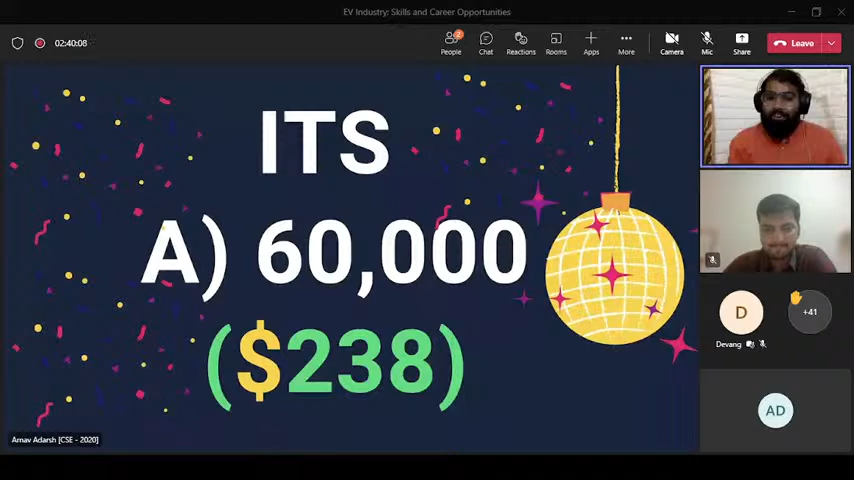 EV Industry: Skills and Career Opportunities
02:40:08
2
People
Chat
Reactions
Rooms
Apps
More
Camera
Mic
Share
Leave
ITS
A) 60,000
($238)
D
+41
Devang
AD
Arnav Adarsh [CSE - 2020]